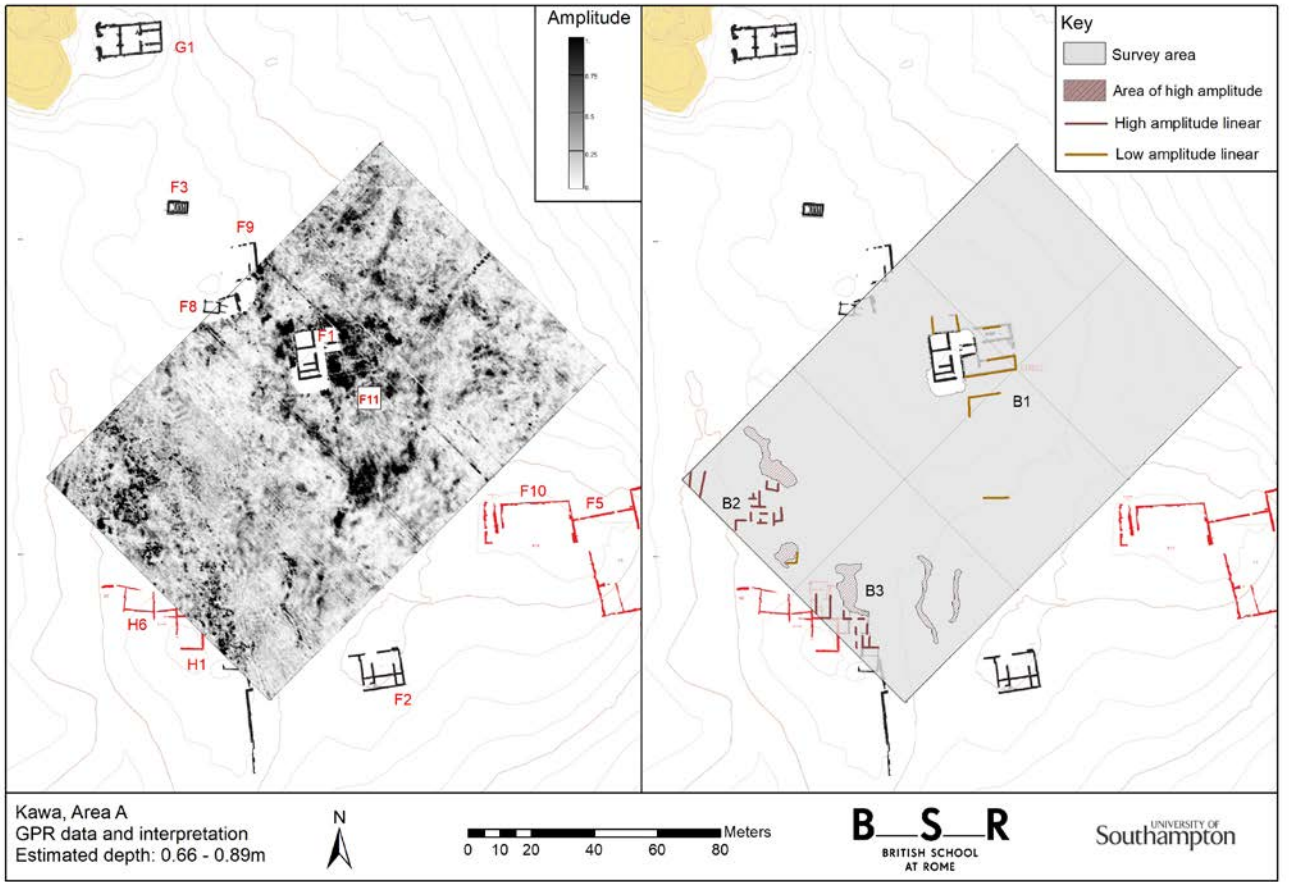 Amplitude
1.
0.75
0.5
0.25
0.
G1
F3
F9
F8
F1
F11
F10
F5
H6
H1
F2
Key
Survey area
Area of high amplitude
High amplitude linear
Low amplitude linear
B1
B2
B3
Kawa, Area A
GPR data and interpretation
Estimated depth: 0.66 - 0.89m
N
Meters
0 10 20 40 60 80
B S R
BRITISH SCHOOL
AT ROME
UNIVERSITY OF
Southampton